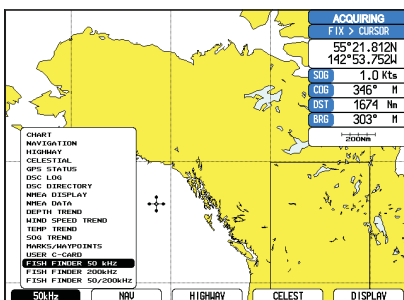 ACQUIRING
FIX > CURSOR
55°21.812N
142°53.752W
SOG 1.0 Kts
COG 346° M
DST 1674 Nm
BRG 303° M
200Nm
CHART
NAVIGATION
HIGHWAY
CELESTIAL
GPS STATUS
DSC LOG
DSC DIRECTORY
NMEA DISPLAY
NMEA DATA
DEPTH TREND
WIND SPEED TREND
TEMP TREND
SOG TREND
MARKS/WAYPOINTS
USER C-CARD
FISH FINDER 50 kHz
FISH FINDER 200kHz
FISH FINDER 50/200kHz
50kHz NAV HIGHWAY CELEST DISPLAY